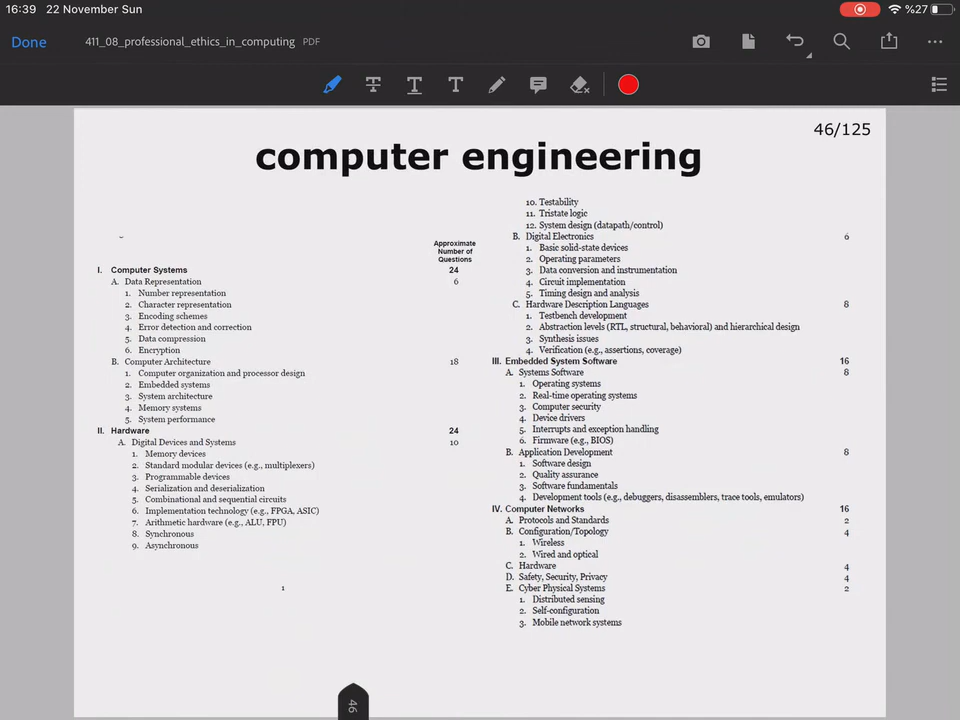 16:39 22 November Sun
%27
Done
411_08_professional_ethics_in_computing PDF
46/125
computer engineering
Approximate
Number of
Questions
I. Computer Systems 24
A. Data Representation 6
1. Number representation
2. Character representation
3. Encoding schemes
4. Error detection and correction
5. Data compression
6. Encryption
B. Computer Architecture 18
1. Computer organization and processor design
2. Embedded systems
3. System architecture
4. Memory systems
5. System performance
II. Hardware 24
A. Digital Devices and Systems 10
1. Memory devices
2. Standard modular devices (e.g., multiplexers)
3. Programmable devices
4. Serialization and deserialization
5. Combinational and sequential circuits
6. Implementation technology (e.g., FPGA, ASIC)
7. Arithmetic hardware (e.g., ALU, FPU)
8. Synchronous
9. Asynchronous
1
10. Testability
11. Tristate logic
12. System design (datapath/control)
B. Digital Electronics 6
1. Basic solid-state devices
2. Operating parameters
3. Data conversion and instrumentation
4. Circuit implementation
5. Timing design and analysis
C. Hardware Description Languages 8
1. Testbench development
2. Abstraction levels (RTL, structural, behavioral) and hierarchical design
3. Synthesis issues
4. Verification (e.g., assertions, coverage)
III. Embedded System Software 16
A. Systems Software 8
1. Operating systems
2. Real-time operating systems
3. Computer security
4. Device drivers
5. Interrupts and exception handling
6. Firmware (e.g., BIOS)
B. Application Development 8
1. Software design
2. Quality assurance
3. Software fundamentals
4. Development tools (e.g., debuggers, disassemblers, trace tools, emulators)
IV. Computer Networks 16
A. Protocols and Standards 2
B. Configuration/Topology 4
1. Wireless
2. Wired and optical
C. Hardware 4
D. Safety, Security, Privacy 4
E. Cyber Physical Systems 2
1. Distributed sensing
2. Self-configuration
3. Mobile network systems
46